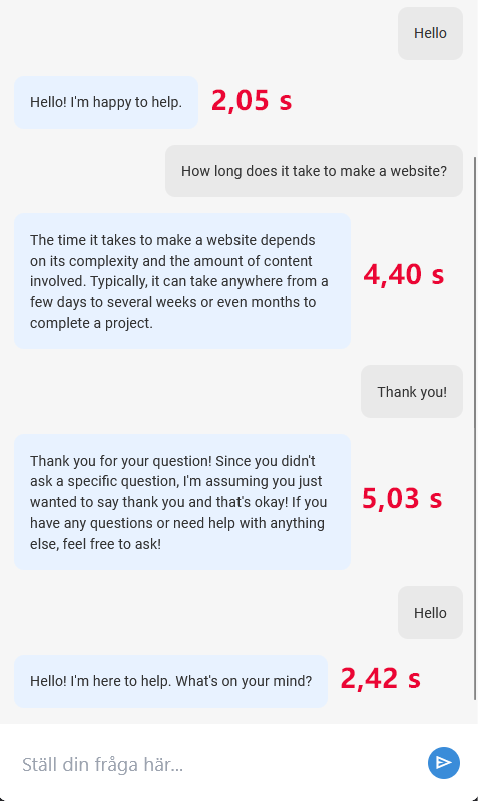 Hello
Hello! I'm happy to help.
2,05 s
How long does it take to make a website?
The time it takes to make a website depends
on its complexity and the amount of content
involved. Typically, it can take anywhere from a
few days to several weeks or even months to
complete a project.
4,40 s
Thank you!
Thank you for your question! Since you didn't
ask a specific question, I'm assuming you just
wanted to say thank you and that's okay! If you
have any questions or need help with anything
else, feel free to ask!
5,03 s
Hello
Hello! I'm here to help. What's on your mind?
2,42 s
Ställ din fråga här...